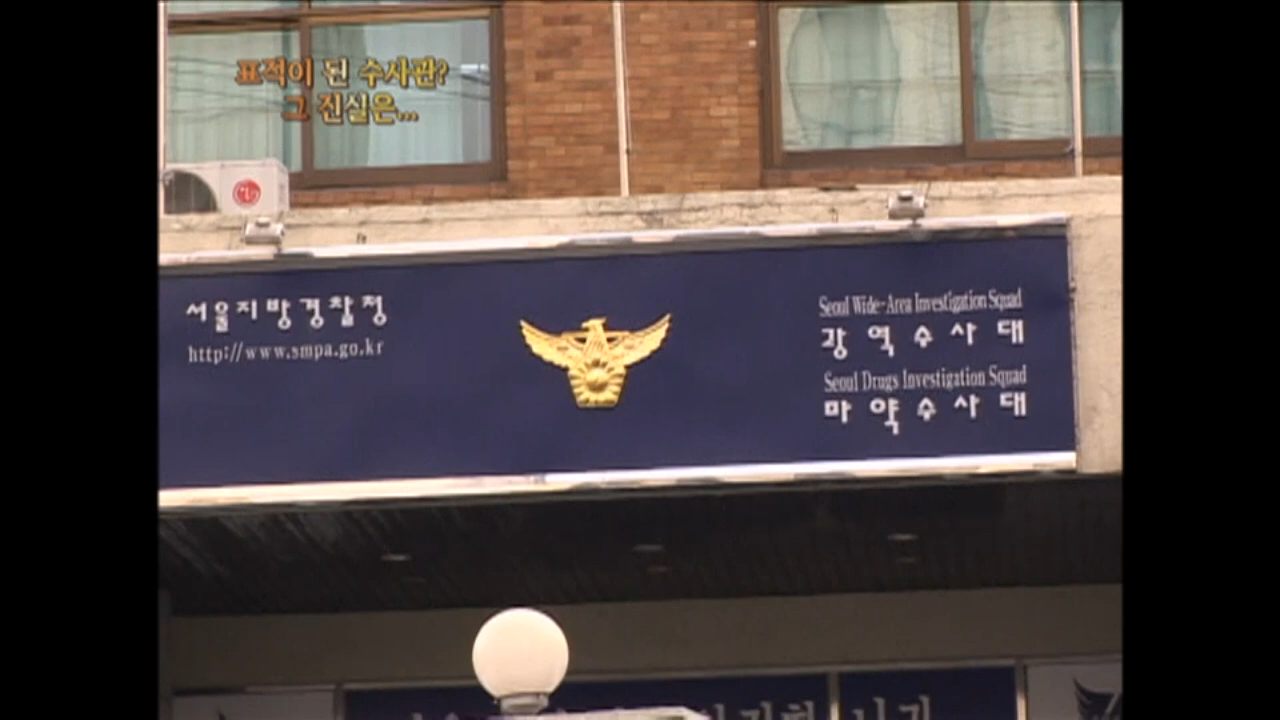 표적이 된 수사관?
그 진실은...
LG
서울지방경찰청
http://www.smpa.go.kr
Seoul Wide-Area Investigation Squad
광역수사대
Seoul Drugs Investigation Squad
마약수사대